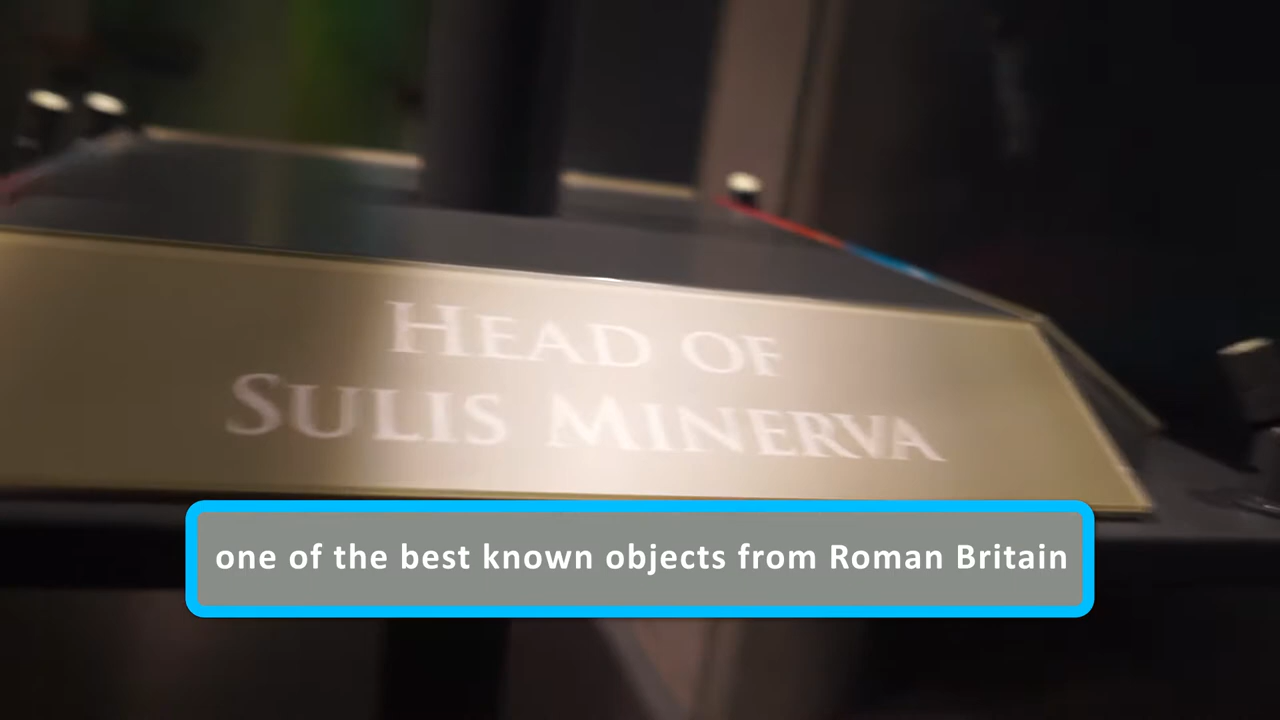 HEAD OF
SULIS MINERVA
one of the best known objects from Roman Britain